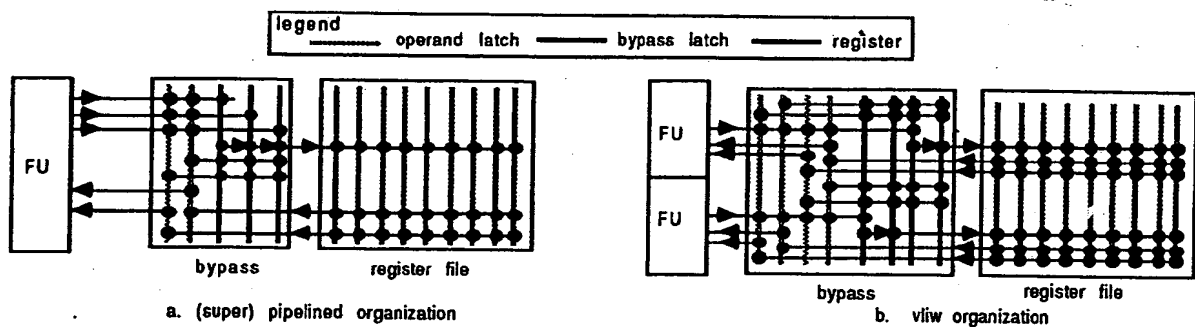 legend
operand latch bypass latch register
FU
bypass
register file
a. (super) pipelined organization
FU
FU
bypass
register file
b. vliw organization